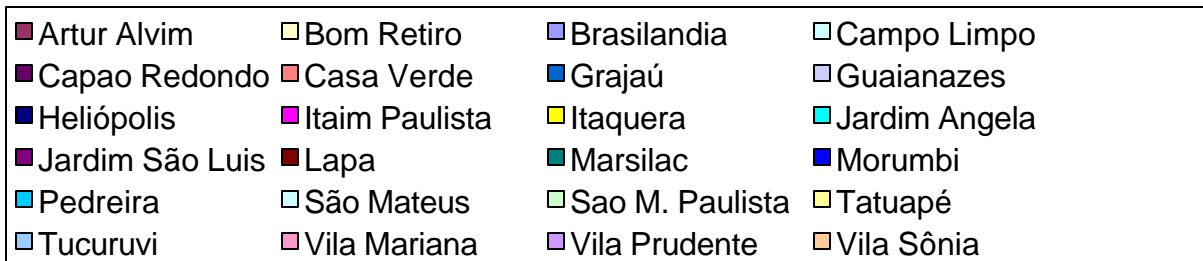 Artur Alvim Bom Retiro Brasilandia Campo Limpo
Capao Redondo Casa Verde Grajaú Guaianazes
Heliópolis Itaim Paulista Itaquera Jardim Angela
Jardim São Luis Lapa Marsilac Morumbi
Pedreira São Mateus Sao M. Paulista Tatuapé
Tucuruvi Vila Mariana Vila Prudente Vila Sônia